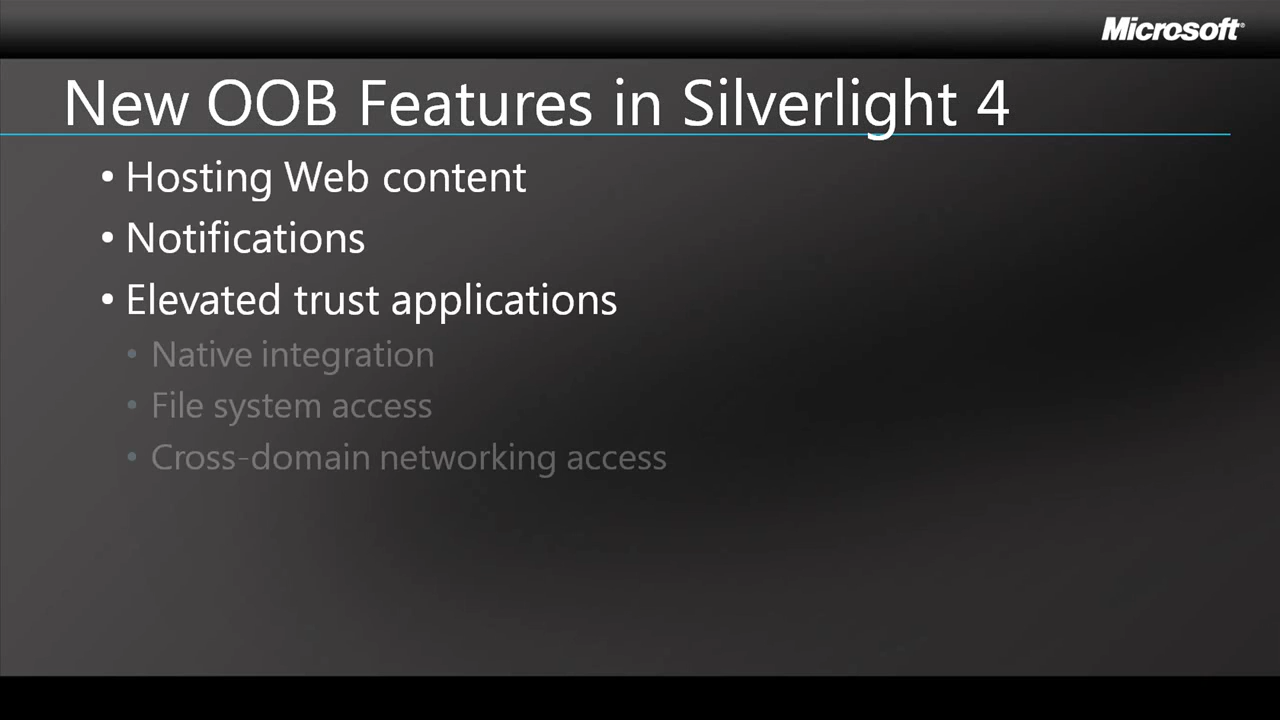 Microsoft®
New OOB Features in Silverlight 4
• Hosting Web content
• Notifications
• Elevated trust applications
• Native integration
• File system access
• Cross-domain networking access